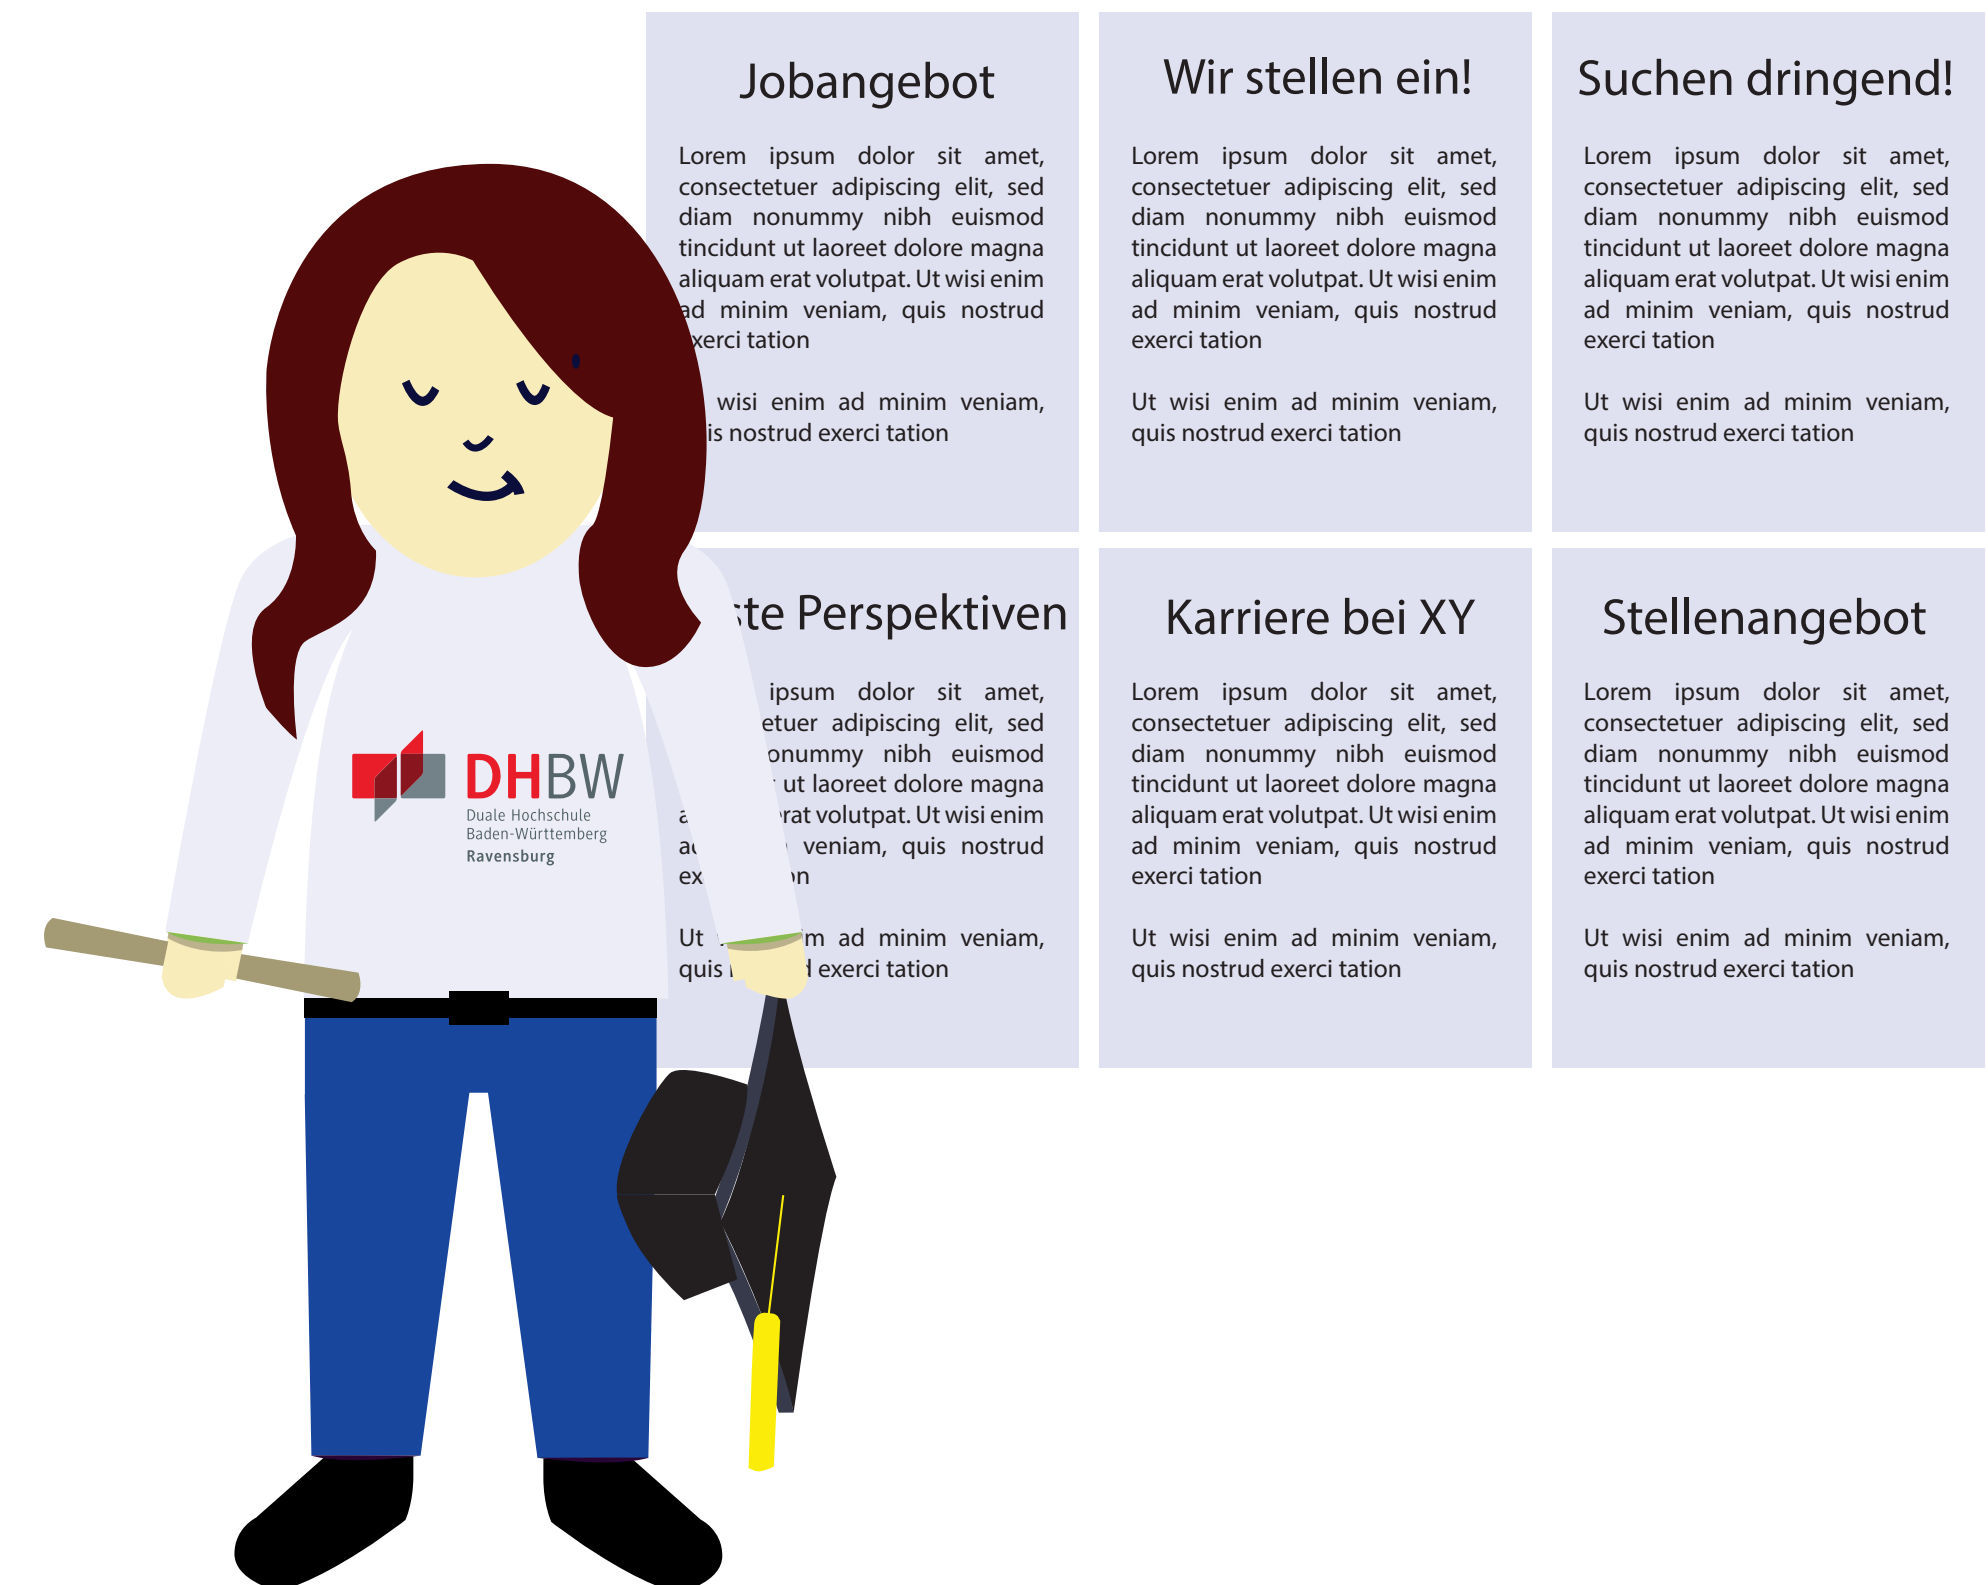 Jobangebot
Lorem ipsum dolor sit amet,
consectetuer adipiscing elit, sed
diam nonummy nibh euismod
tincidunt ut laoreet dolore magna
aliquam erat volutpat. Ut wisi enim
ad minim veniam, quis nostrud
exerci tation
wisi enim ad minim veniam,
nostrud exerci tation
Wir stellen ein!
Lorem ipsum dolor sit amet,
consectetuer adipiscing elit, sed
diam nonummy nibh euismod
tincidunt ut laoreet dolore magna
aliquam erat volutpat. Ut wisi enim
ad minim veniam, quis nostrud
exerci tation
Ut wisi enim ad minim veniam,
quis nostrud exerci tation
Suchen dringend!
Lorem ipsum dolor sit amet,
consectetuer adipiscing elit, sed
diam nonummy nibh euismod
tincidunt ut laoreet dolore magna
aliquam erat volutpat. Ut wisi enim
ad minim veniam, quis nostrud
exerci tation
Ut wisi enim ad minim veniam,
quis nostrud exerci tation
Perspektiven
ipsum dolor sit amet,
adipiscing elit, sed
nibh euismod
ut laoreet dolore magna
volutpat. Ut wisi enim
veniam, quis nostrud
Ut ad minim veniam,
quis exerci tation
Karriere bei XY
Lorem ipsum dolor sit amet,
consectetuer adipiscing elit, sed
diam nonummy nibh euismod
tincidunt ut laoreet dolore magna
aliquam erat volutpat. Ut wisi enim
ad minim veniam, quis nostrud
exerci tation
Ut wisi enim ad minim veniam,
quis nostrud exerci tation
Stellenangebot
Lorem ipsum dolor sit amet,
consectetuer adipiscing elit, sed
diam nonummy nibh euismod
tincidunt ut laoreet dolore magna
aliquam erat volutpat. Ut wisi enim
ad minim veniam, quis nostrud
exerci tation
Ut wisi enim ad minim veniam,
quis nostrud exerci tation
DHBW
Duale Hochschule
Baden-Württemberg
Ravensburg